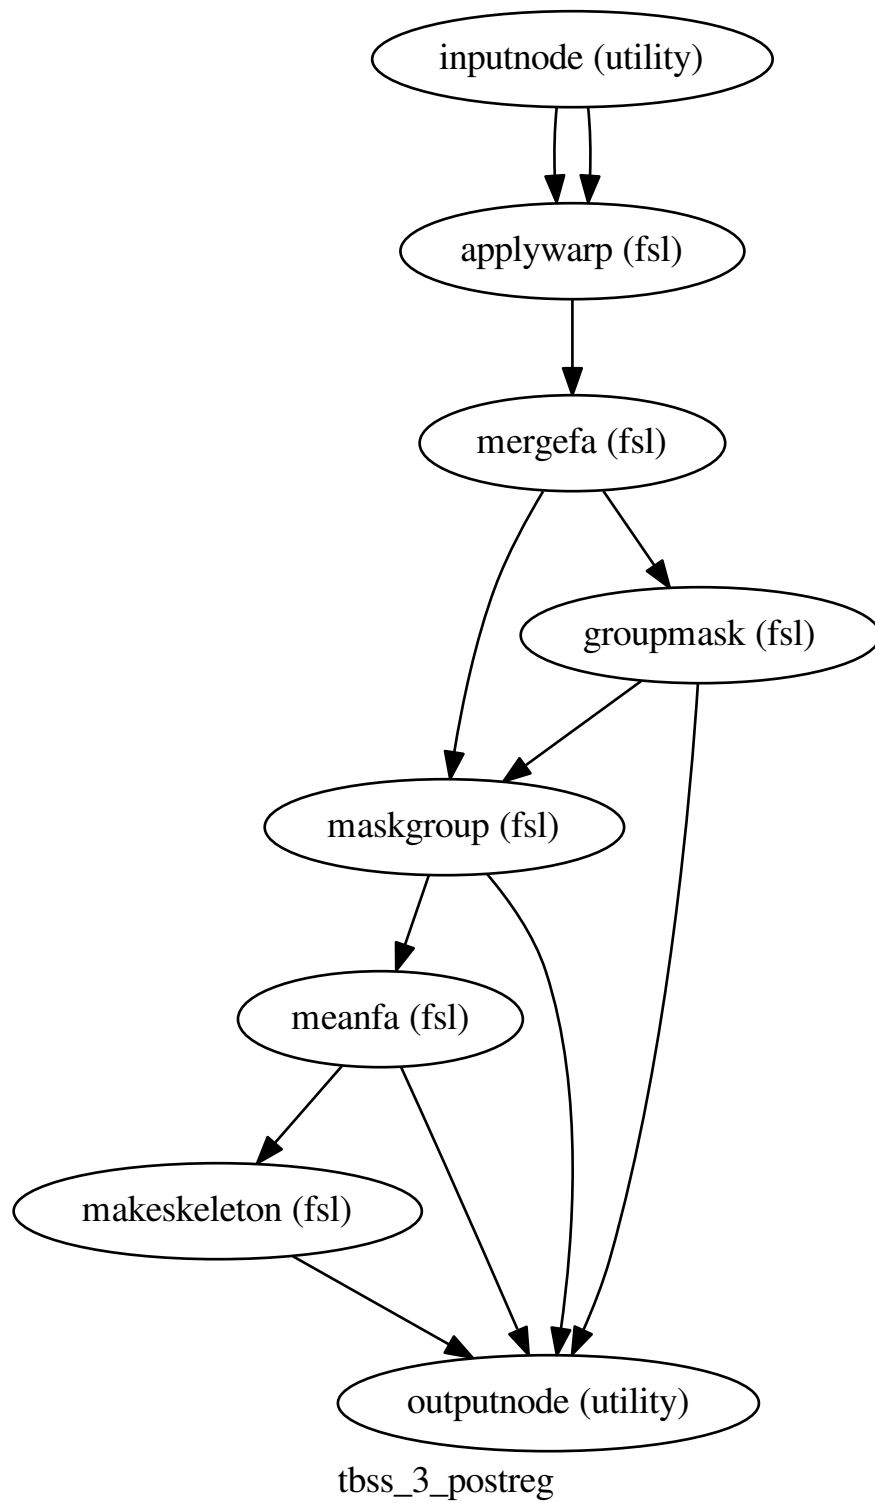 inputnode (utility)
applywarp (fsl)
mergefa (fsl)
groupmask (fsl)
maskgroup (fsl)
meanfa (fsl)
makeskeleton (fsl)
outputnode (utility)
tbss_3_postreg